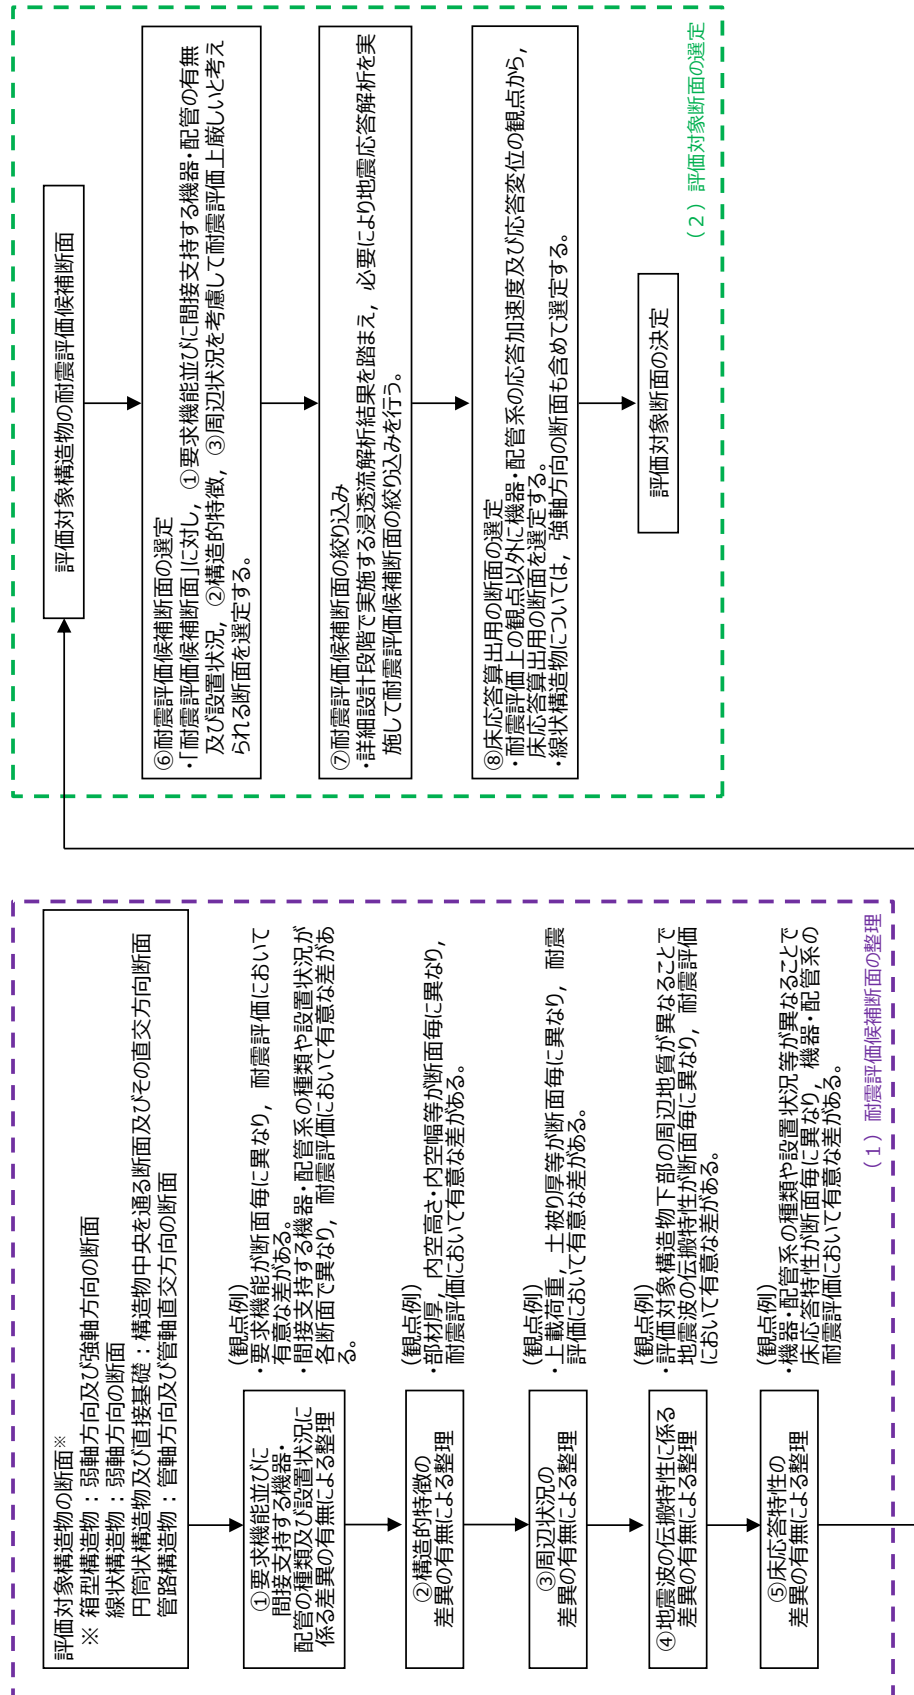 評価対象構造物の断面※
※ 箱型構造物：弱軸方向及び強軸方向の断面
線状構造物：弱軸方向の断面
円筒状構造物及び直接基礎：構造物中央を通る断面及びその直交方向断面
管路構造物：管軸方向及び管軸直交方向の断面
①要求機能並びに
間接支持する機器・
配管の種類及び設置状況に
係る差異の有無による整理
(観点例)
・要求機能が断面毎に異なり，耐震評価において
有意な差がある。
・間接支持する機器・配管系の種類や設置状況が
各断面で異なり，耐震評価において有意な差があ
る。
②構造的特徴の
差異の有無による整理
(観点例)
・部材厚，内空高さ・内空幅等が断面毎に異なり，
耐震評価において有意な差がある。
③周辺状況の
差異の有無による整理
(観点例)
・上載荷重，土被り厚等が断面毎に異なり，耐震
評価において有意な差がある。
④地震波の伝搬特性に係る
差異の有無による整理
(観点例)
・評価対象構造物下部の周辺地質が異なることで
地震波の伝搬特性が断面毎に異なり，耐震評価
において有意な差がある。
⑤床応答特性の
差異の有無による整理
(観点例)
・機器・配管系の種類や設置状況等が異なることで
床応答特性が断面毎に異なり，機器・配管系の
耐震評価において有意な差がある。
（１）耐震評価候補断面の整理
評価対象構造物の耐震評価候補断面
⑥耐震評価候補断面の選定
・「耐震評価候補断面」に対し，①要求機能並びに間接支持する機器・配管の有無
及び設置状況，②構造的特徴，③周辺状況を考慮して耐震評価上厳しいと考え
られる断面を選定する。
⑦耐震評価候補断面の絞り込み
・詳細設計段階で実施する浸透流解析結果を踏まえ，必要により地震応答解析を実
施して耐震評価候補断面の絞り込みを行う。
⑧床応答算出用の断面の選定
・耐震評価上の観点以外に機器・配管系の応答加速度及び応答変位の観点から，
床応答算出用の断面を選定する。
・線状構造物については，強軸方向の断面も含めて選定する。
評価対象断面の決定
（２）評価対象断面の選定